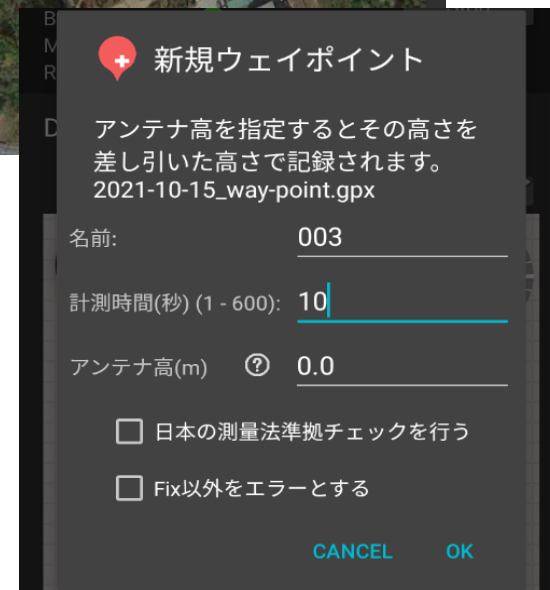 新規ウェイポイント
アンテナ高を指定するとその高さを
差し引いた高さで記録されます。
2021-10-15_way-point.gpx
名前: 003
計測時間(秒) (1 - 600): 10
アンテナ高(m) ? 0.0
日本の測量法準拠チェックを行う
Fix以外をエラーとする
CANCEL OK